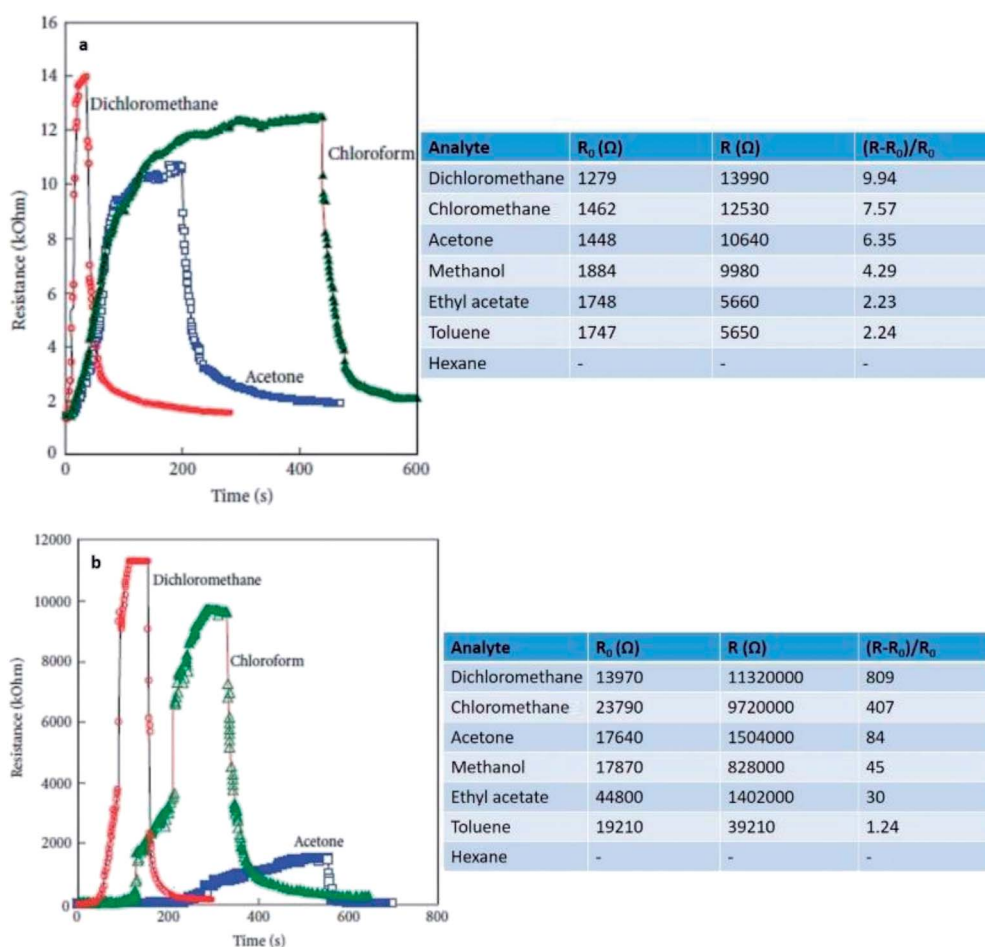 a
16
14
12
10
8
6
4
2
0
Resistance (kOhm)
Dichloromethane
Chloroform
Acetone
0 200 400 600
Time (s)
Analyte R₀ (Ω) R (Ω) (R-R₀)/R₀
Dichloromethane 1279 13990 9.94
Chloromethane 1462 12530 7.57
Acetone 1448 10640 6.35
Methanol 1884 9980 4.29
Ethyl acetate 1748 5660 2.23
Toluene 1747 5650 2.24
Hexane - - -
b
12000
10000
8000
6000
4000
2000
0
Resistance (kOhm)
Dichloromethane
Chloroform
Acetone
0 200 400 600 800
Time (s)
Analyte R₀ (Ω) R (Ω) (R-R₀)/R₀
Dichloromethane 13970 11320000 809
Chloromethane 23790 9720000 407
Acetone 17640 1504000 84
Methanol 17870 828000 45
Ethyl acetate 44800 1402000 30
Toluene 19210 39210 1.24
Hexane - - -